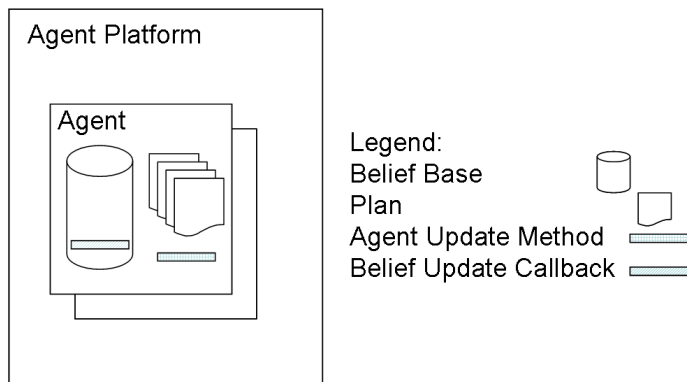 Agent Platform
Agent
Legend:
Belief Base
Plan
Agent Update Method
Belief Update Callback